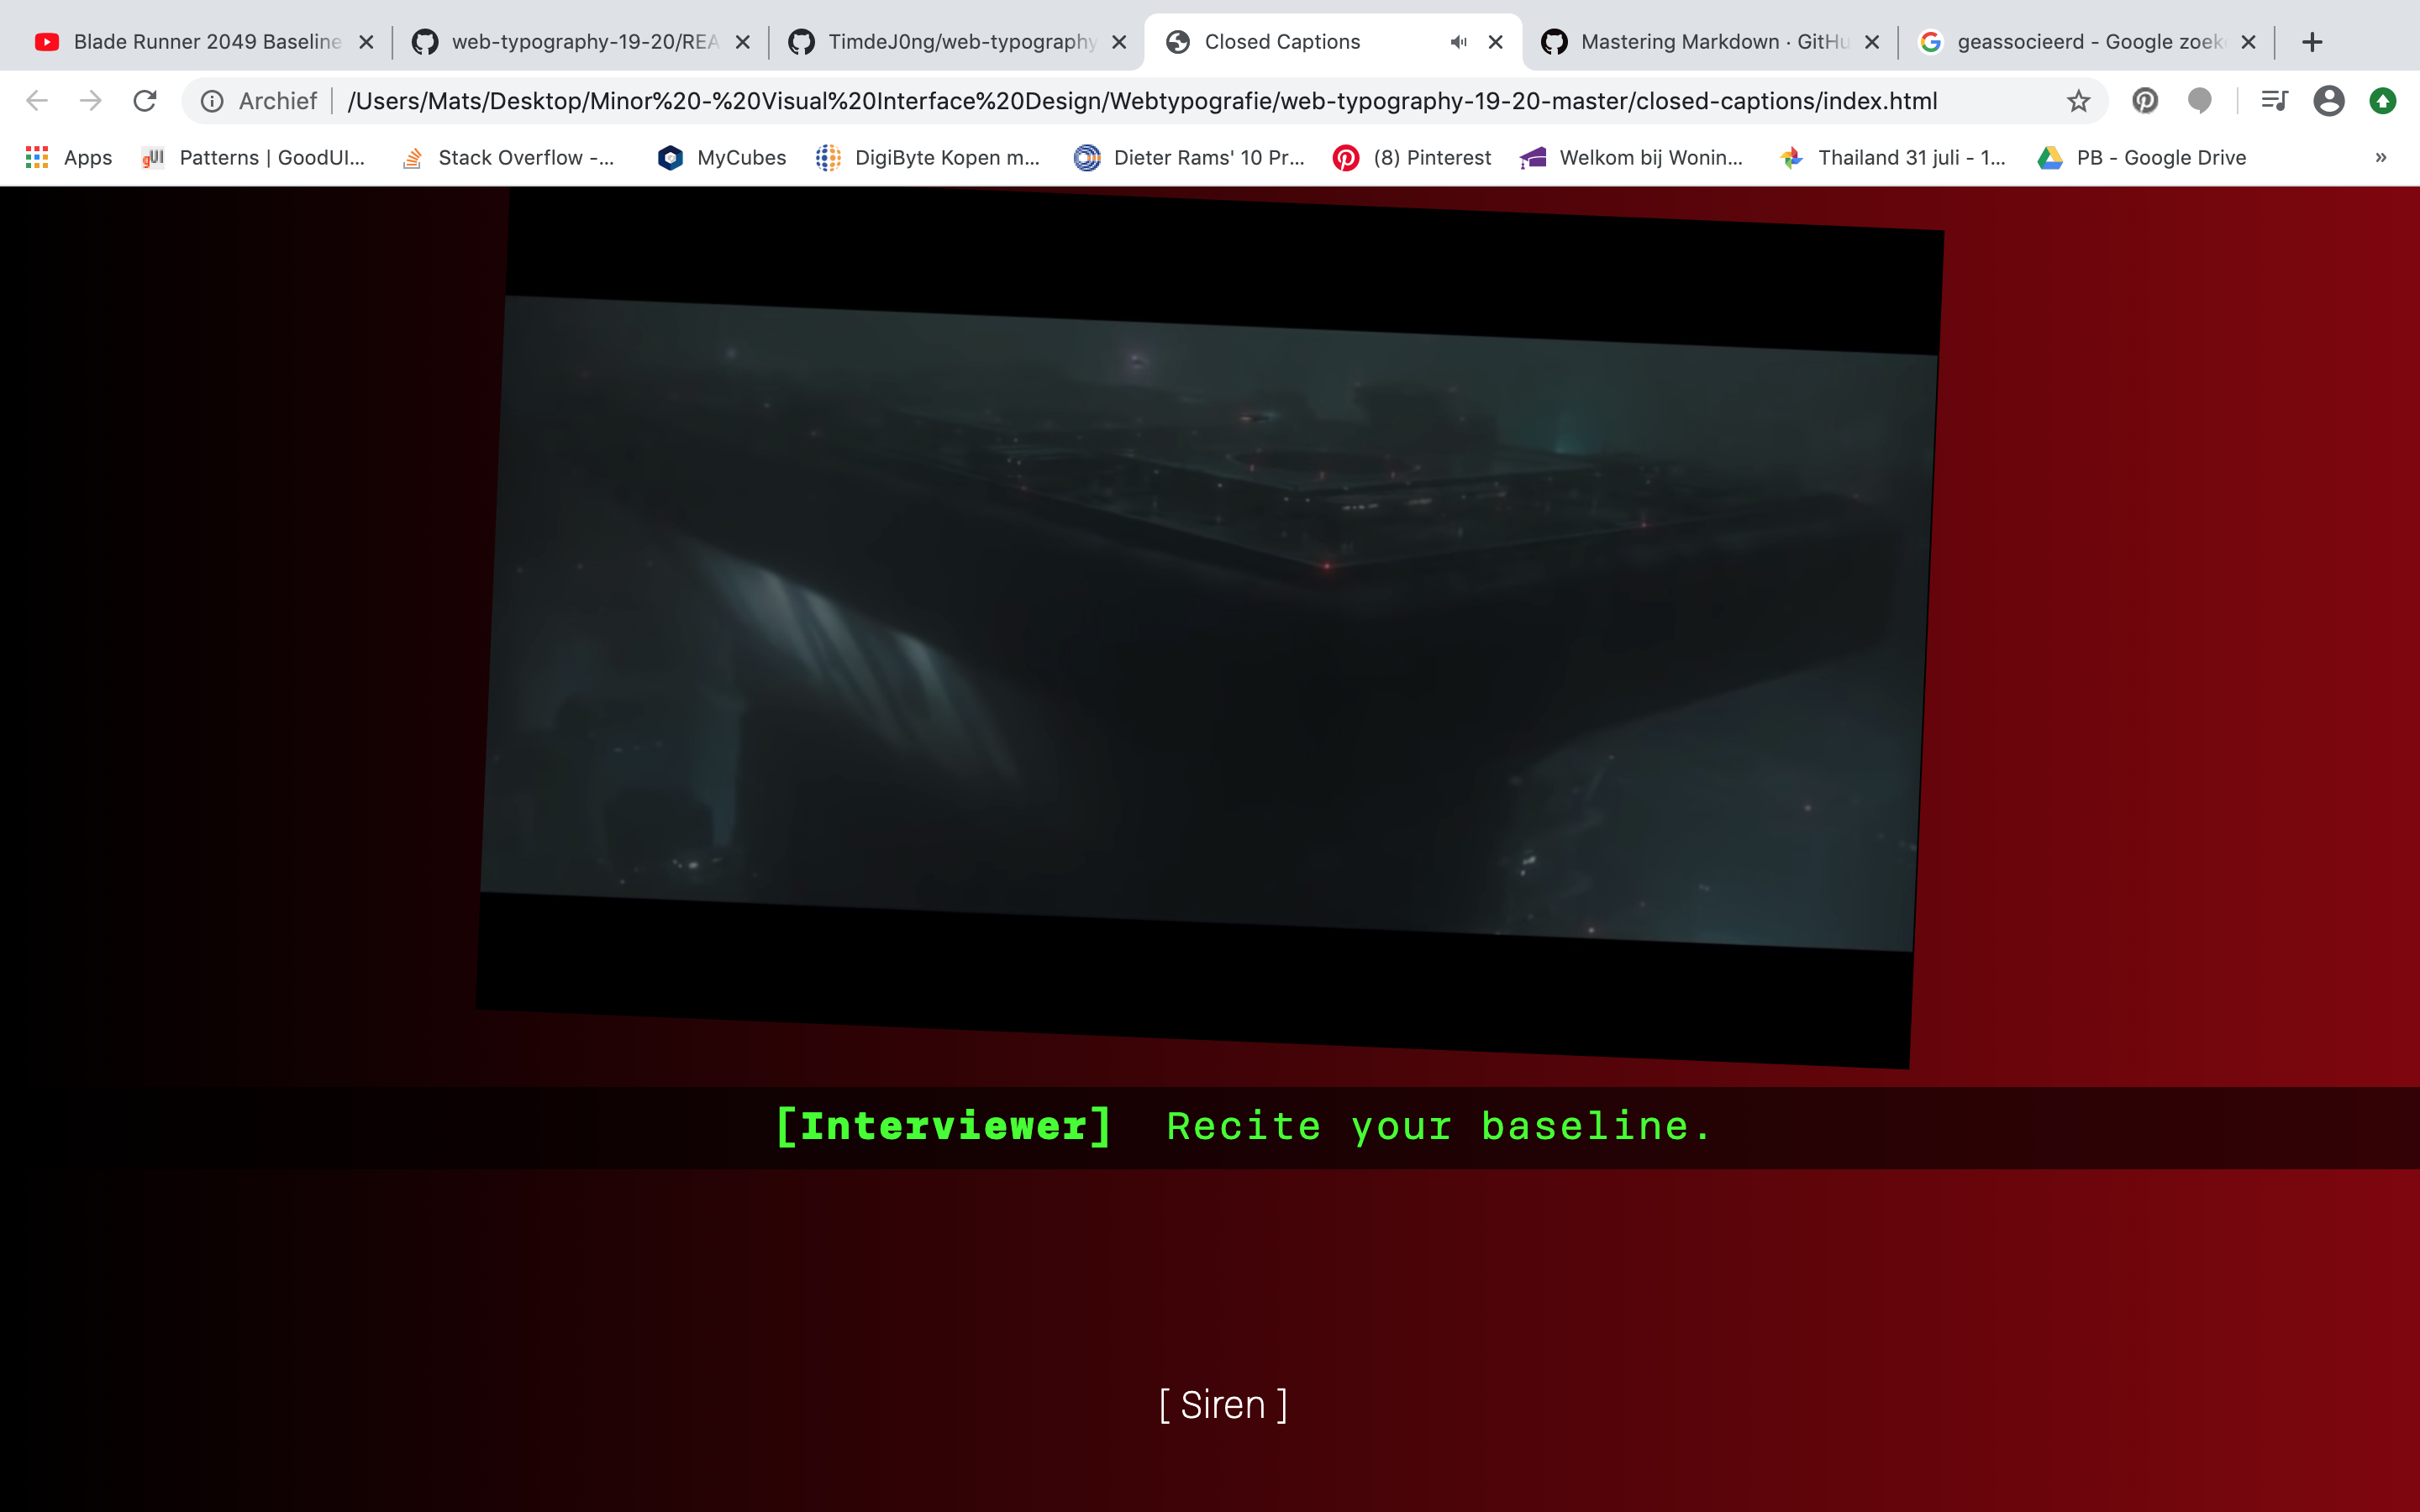 Blade Runner 2049 Baseline
web-typography-19-20/REA
TimdeJ0ng/web-typography
Closed Captions
Mastering Markdown · GitHu
geassocieerd - Google zoek
Archief
/Users/Mats/Desktop/Minor%20-%20Visual%20Interface%20Design/Webtypografie/web-typography-19-20-master/closed-captions/index.html
Apps
gUI
Patterns | GoodUI...
Stack Overflow -...
MyCubes
DigiByte Kopen m...
Dieter Rams' 10 Pr...
(8) Pinterest
Welkom bij Wonin...
Thailand 31 juli - 1...
PB - Google Drive
»
[Interviewer] Recite your baseline.
[ Siren ]